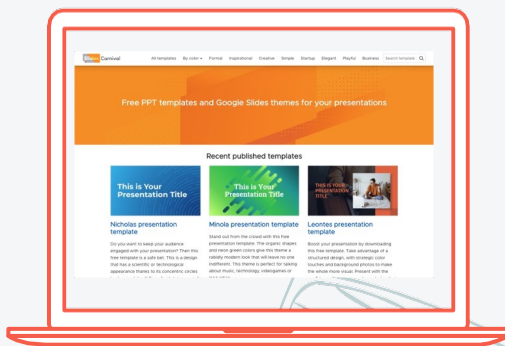 Carnival All templates By color Formal Inspirational Creative Simple Startup Elegant Playful Business Search template
Free PPT templates and Google Slides themes for your presentations
Recent published templates
This is Your
Presentation Title
This is Your
Presentation Title
THIS IS YOUR
PRESENTATION
TITLE
Nicholas presentation
template
Do you want to keep your audience
engaged with your presentation? Then this
free template is a safe bet. This is a design
that has a scientific or technological
appearance thanks to its concentric circles
Minola presentation template
Stand out from the crowd with this free
presentation template. The organic shapes
and neon green colors give this theme a
totally modern look that will leave no one
indifferent. This theme is perfect for talking
about music, technology, videogames or
Leontes presentation
template
Boost your presentation by downloading
this free template. Take advantage of a
structured design, with strategic color
touches and background photos to make
the whole more visual. Present with the